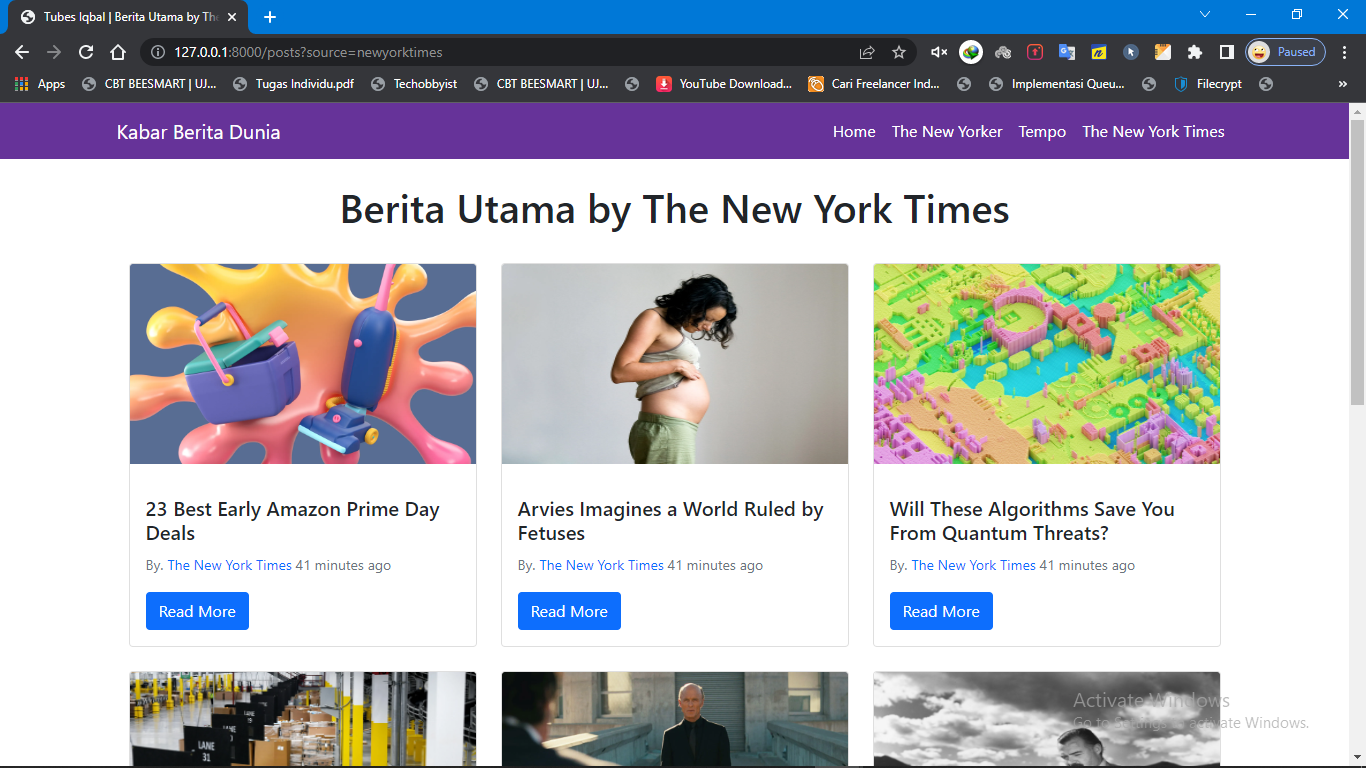 Tubes Iqbal | Berita Utama by The
127.0.0.1:8000/posts?source=newyorktimes
Paused
Apps
CBT BEESMART | UJ...
Tugas Individu.pdf
Techobbyist
CBT BEESMART | UJ...
YouTube Download...
Cari Freelancer Ind...
Implementasi Queu...
Filecrypt
Kabar Berita Dunia
Home
The New Yorker
Tempo
The New York Times
Berita Utama by The New York Times
23 Best Early Amazon Prime Day
Deals
By. The New York Times 41 minutes ago
Read More
Arvies Imagines a World Ruled by
Fetuses
By. The New York Times 41 minutes ago
Read More
Will These Algorithms Save You
From Quantum Threats?
By. The New York Times 41 minutes ago
Read More
LANE
LANE
31
Activate Windows
Go to Settings to activate Windows.